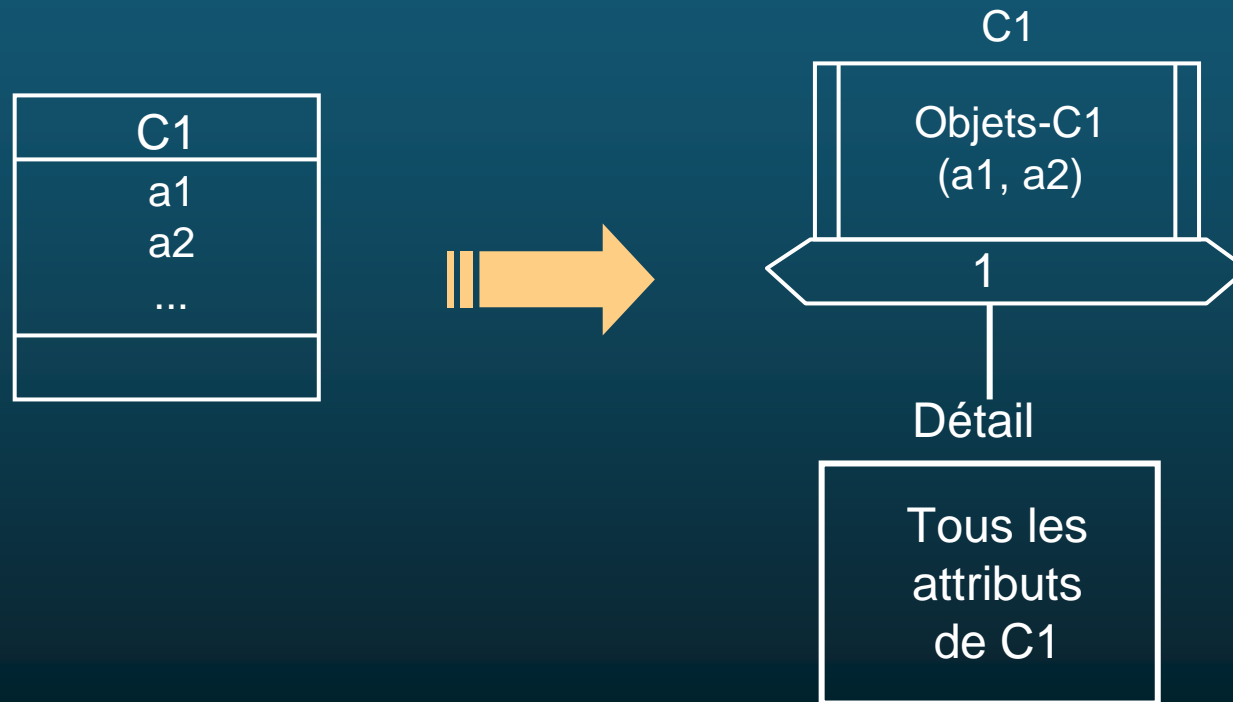 C1
a1
a2
...
C1
Objets-C1
(a1, a2)
1
Détail
Tous les
attributs
de C1